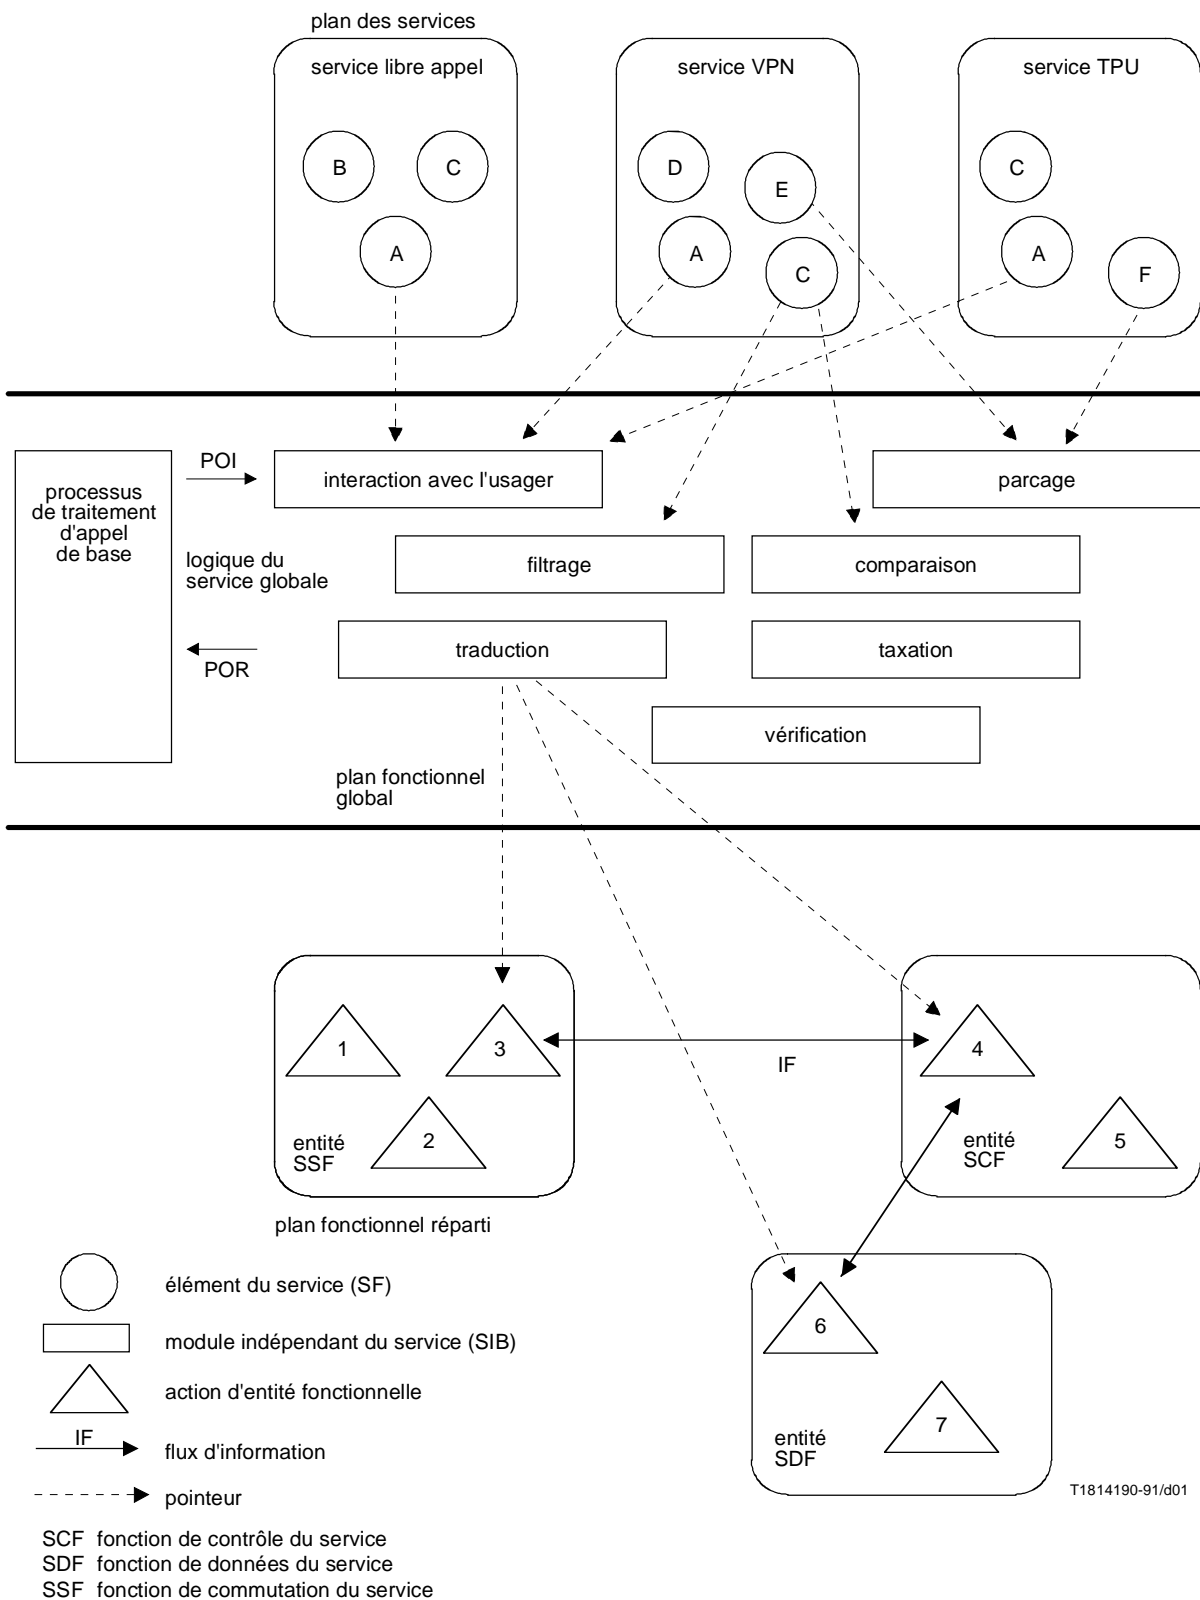 plan des services
service libre appel
service VPN
service TPU
B
C
A
D
E
A
C
C
A
F
processus
de traitement
d'appel
de base
POI
interaction avec l'usager
parcage
logique du
service globale
filtrage
comparaison
POR
traduction
taxation
vérification
plan fonctionnel
global
1
3
2
entité
SSF
IF
4
5
entité
SCF
plan fonctionnel réparti
6
7
entité
SDF
élément du service (SF)
module indépendant du service (SIB)
action d'entité fonctionnelle
IF
flux d'information
pointeur
T1814190-91/d01
SCF fonction de contrôle du service
SDF fonction de données du service
SSF fonction de commutation du service